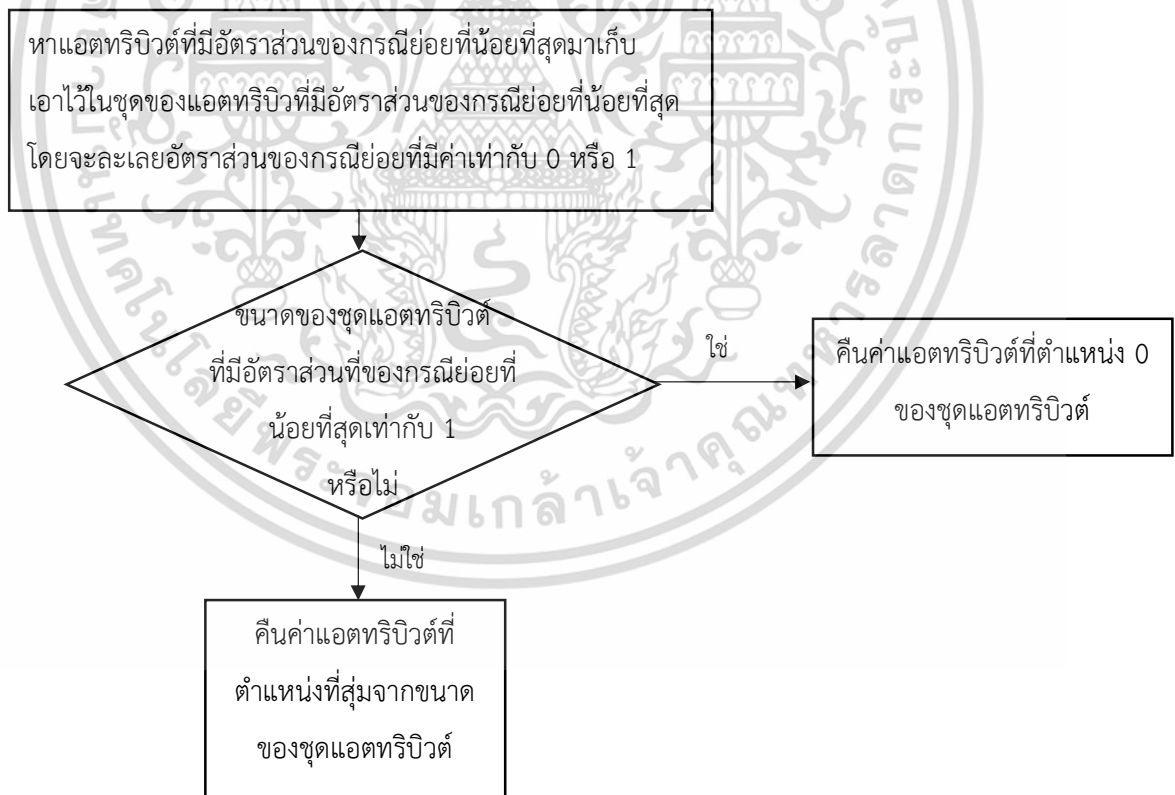 หาแอตทริบิวต์ที่มีอัตราส่วนของกรณีย่อยที่น้อยที่สุดมาเก็บ
เอาไว้ในชุดของแอตทริบิวที่มีอัตราส่วนของกรณีย่อยที่น้อยที่สุด
โดยจะละเลยอัตราส่วนของกรณีย่อยที่มีค่าเท่ากับ 0 หรือ 1
ขนาดของชุดแอตทริบิวต์
ที่มีอัตราส่วนที่ของกรณีย่อยที่
น้อยที่สุดเท่ากับ 1
หรือไม่
ใช่
คืนค่าแอตทริบิวต์ที่ตำแหน่ง 0
ของชุดแอตทริบิวต์
ไม่ใช่
คืนค่าแอตทริบิวต์ที่
ตำแหน่งที่สุ่มจากขนาด
ของชุดแอตทริบิวต์